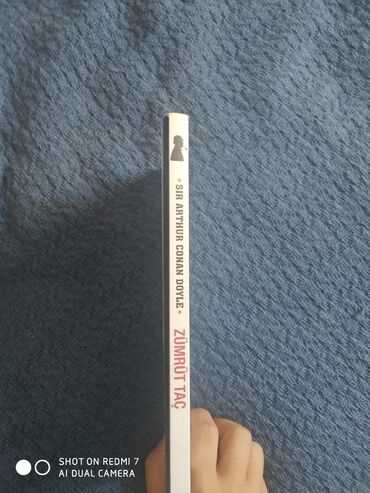 * SIR ARTHUR CONAN DOYLE *
ZÜMRÜT TAÇ
SHOT ON REDMI 7
AI DUAL CAMERA